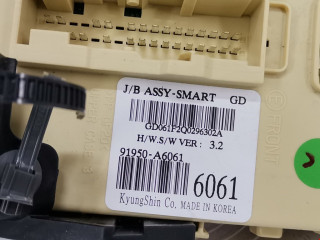 J/B ASSY-SMART GD
GD061F2Q0296302A
H/W.S/W VER : 3.2
91950-A6061
6061
KyungShin Co. MADE IN KOREA